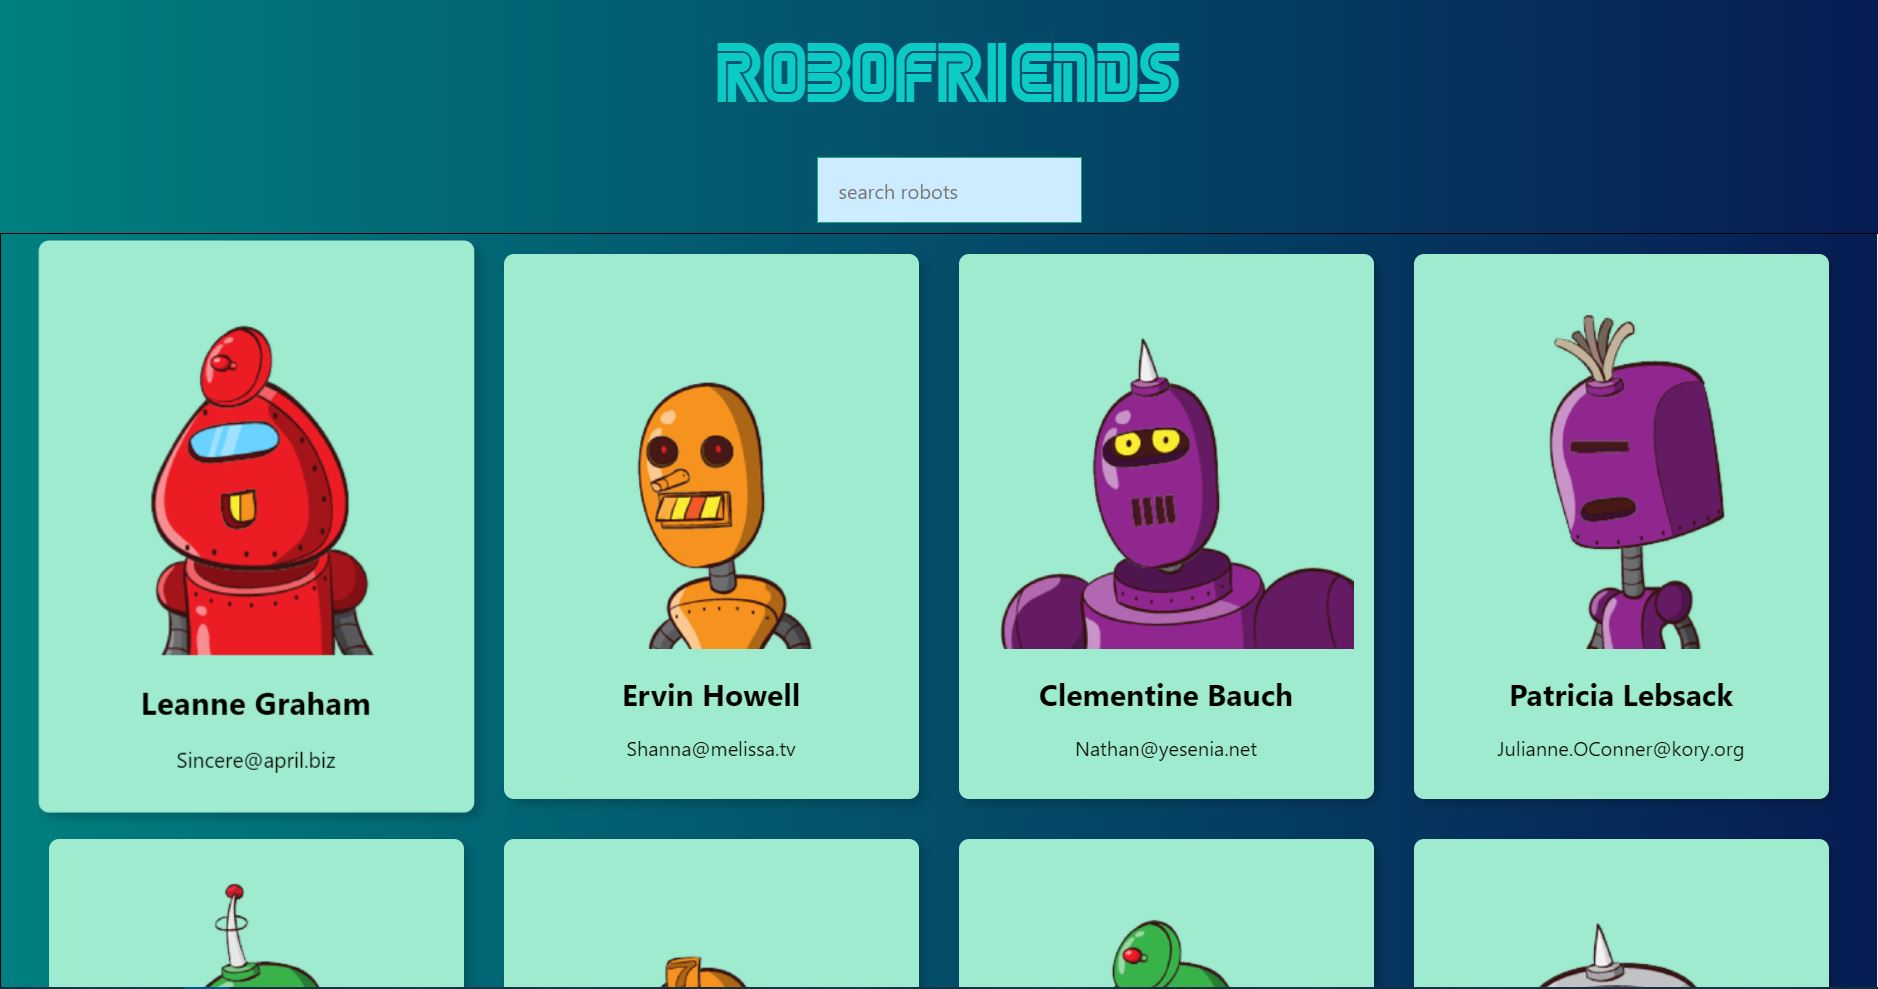 ROBOFRIENDS
search robots
Leanne Graham
Sincere@april.biz
Ervin Howell
Shanna@melissa.tv
Clementine Bauch
Nathan@yesenia.net
Patricia Lebsack
Julianne.OConner@kory.org